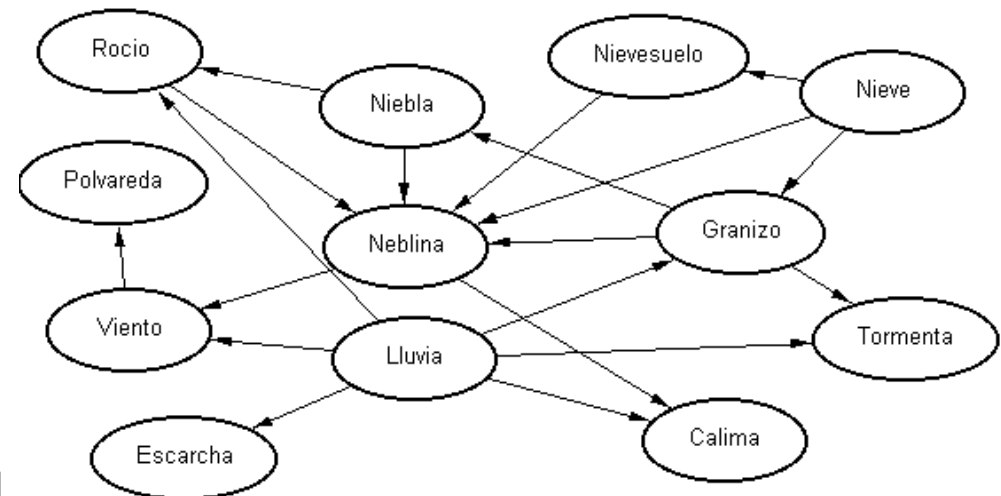 Rocio
Nievesuelo
Niebla
Nieve
Polvareda
Neblina
Granizo
Viento
Lluvia
Tormenta
Escarcha
Calima